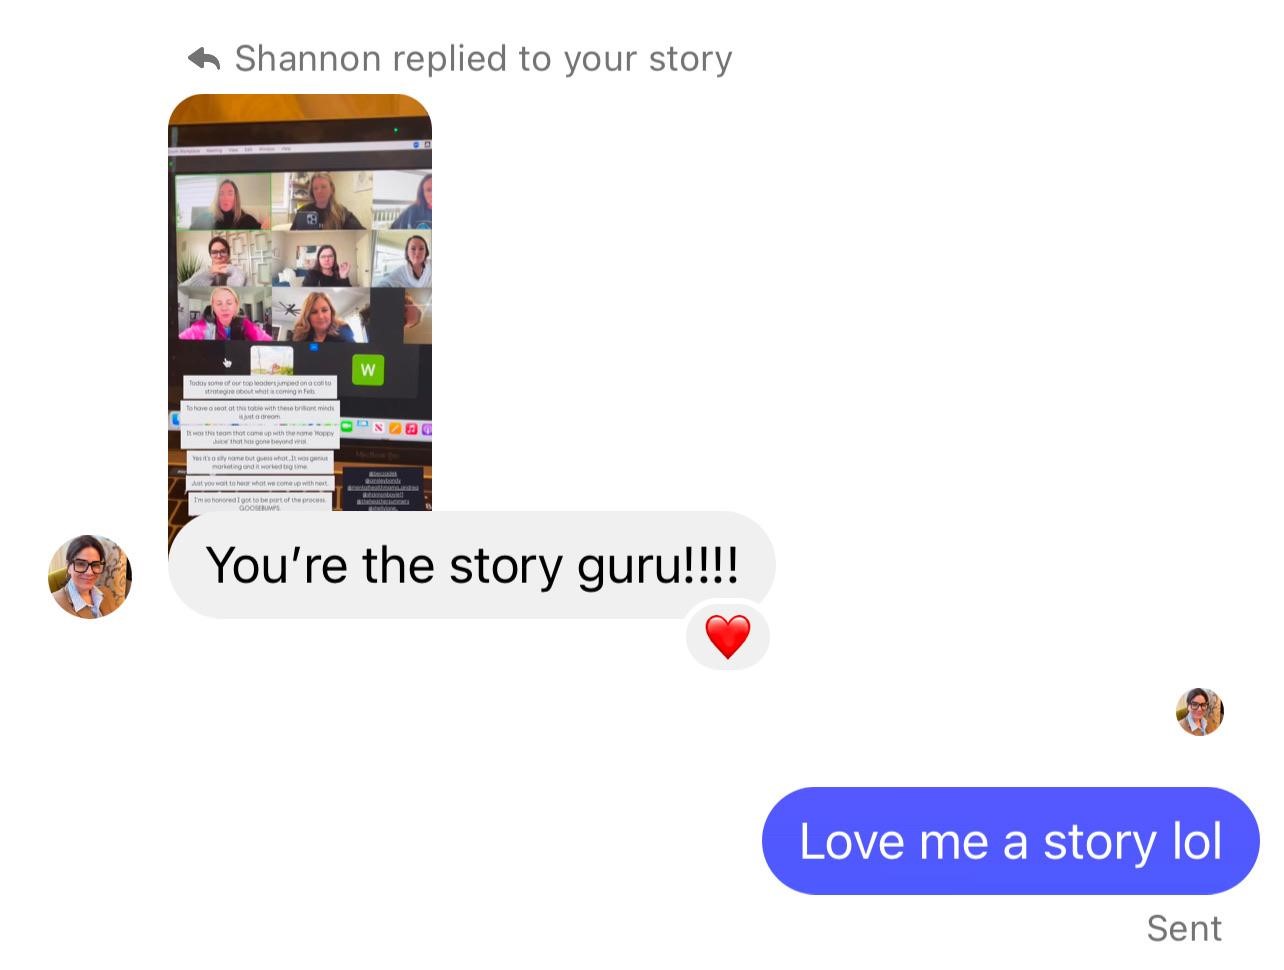 Shannon replied to your story
W
Today some of our top leaders jumped on a call to
strategize about what is coming in Feb.
To have a seat at this table with these brilliant minds
is just a dream.
It was this team that came up with the name 'Happy
Juice' that has gone beyond viral.
Yes it's a silly name but guess what...it was genius
marketing and it worked big time.
Just you wait to hear what we come up with next.
I'm so honored I got to be part of the process.
GOOSEBUMPS.
You're the story guru!!!!
Love me a story lol
Sent